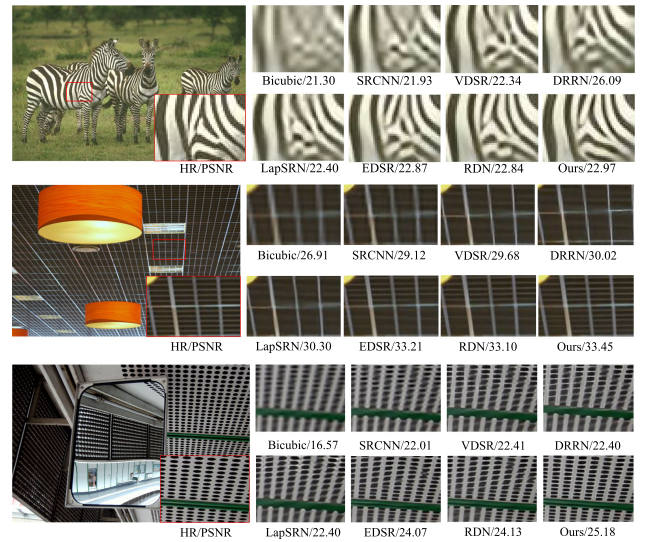 Bicubic/21.30 SRCNN/21.93 VDSR/22.34 DRRN/26.09
HR/PSNR LapSRN/22.40 EDSR/22.87 RDN/22.84 Ours/22.97
Bicubic/26.91 SRCNN/29.12 VDSR/29.68 DRRN/30.02
HR/PSNR LapSRN/30.30 EDSR/33.21 RDN/33.10 Ours/33.45
Bicubic/16.57 SRCNN/22.01 VDSR/22.41 DRRN/22.40
HR/PSNR LapSRN/22.40 EDSR/24.07 RDN/24.13 Ours/25.18